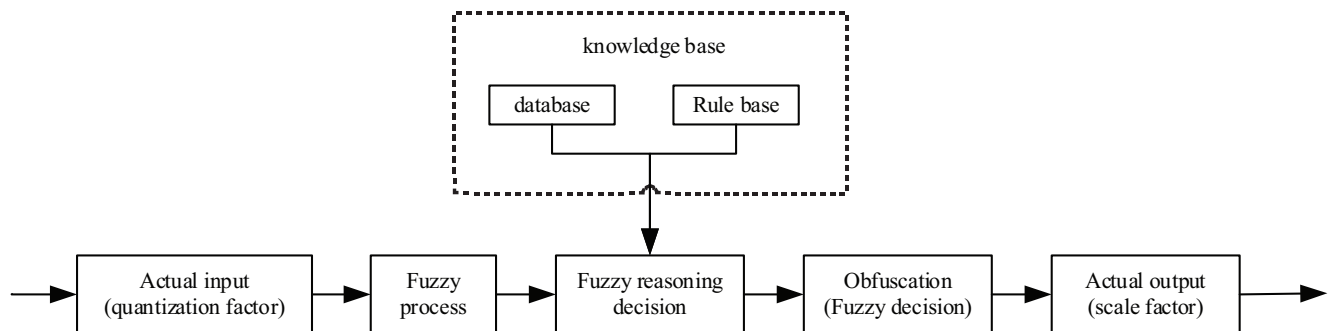 knowledge base
database
Rule base
Actual input
(quantization factor)
Fuzzy
process
Fuzzy reasoning
decision
Obfuscation
(Fuzzy decision)
Actual output
(scale factor)